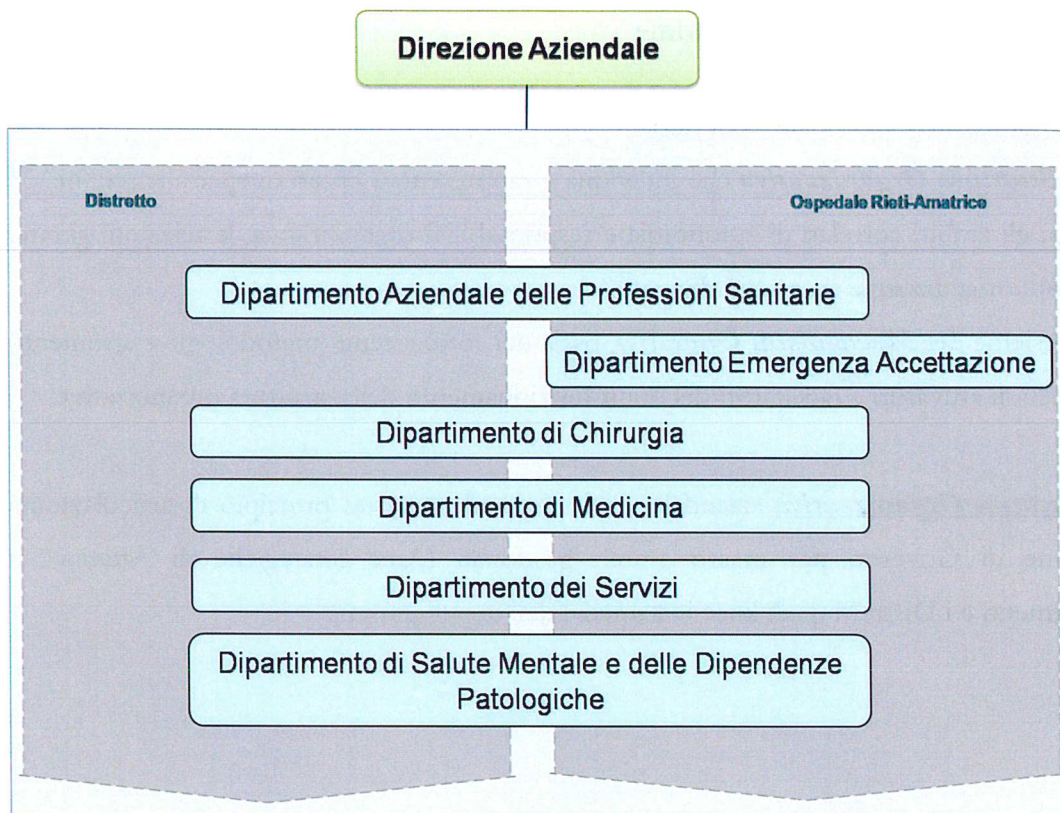 Direzione Aziendale
Distretto
Ospedale Rieti-Amatrice
Dipartimento Aziendale delle Professioni Sanitarie
Dipartimento Emergenza Accettazione
Dipartimento di Chirurgia
Dipartimento di Medicina
Dipartimento dei Servizi
Dipartimento di Salute Mentale e delle Dipendenze
Patologiche